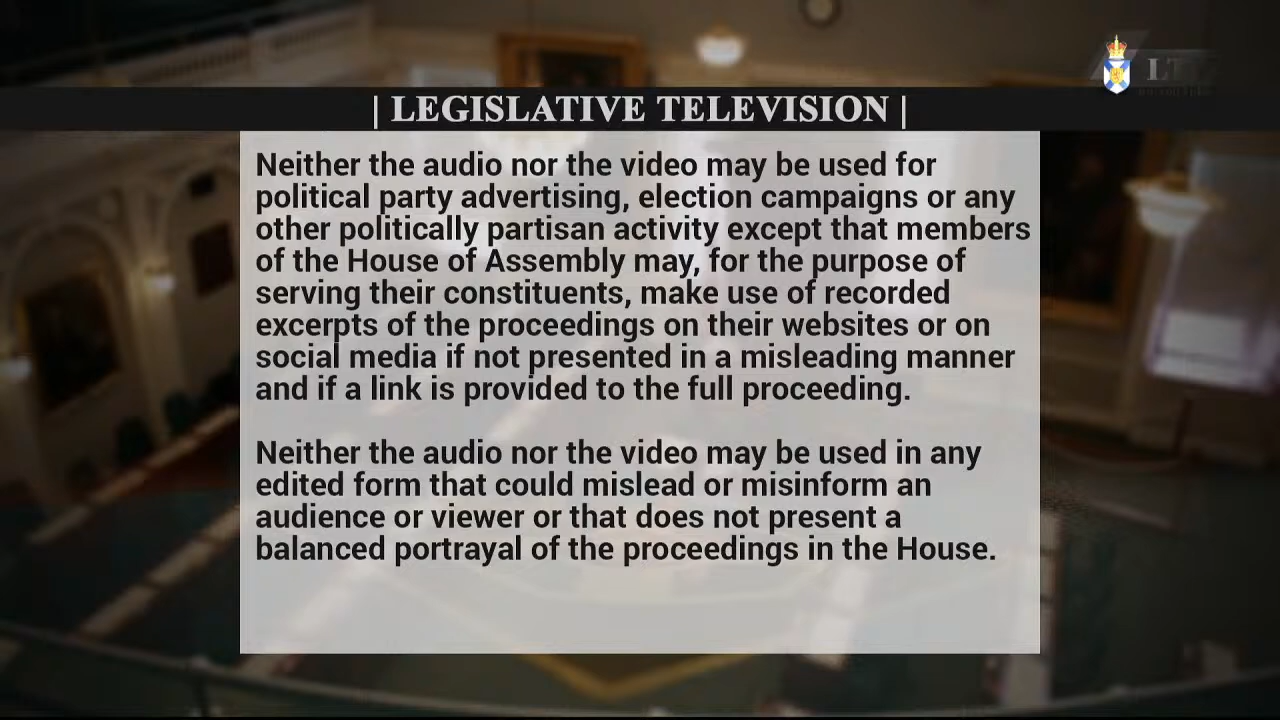 | LEGISLATIVE TELEVISION |
Neither the audio nor the video may be used for
political party advertising, election campaigns or any
other politically partisan activity except that members
of the House of Assembly may, for the purpose of
serving their constituents, make use of recorded
excerpts of the proceedings on their websites or on
social media if not presented in a misleading manner
and if a link is provided to the full proceeding.
Neither the audio nor the video may be used in any
edited form that could mislead or misinform an
audience or viewer or that does not present a
balanced portrayal of the proceedings in the House.